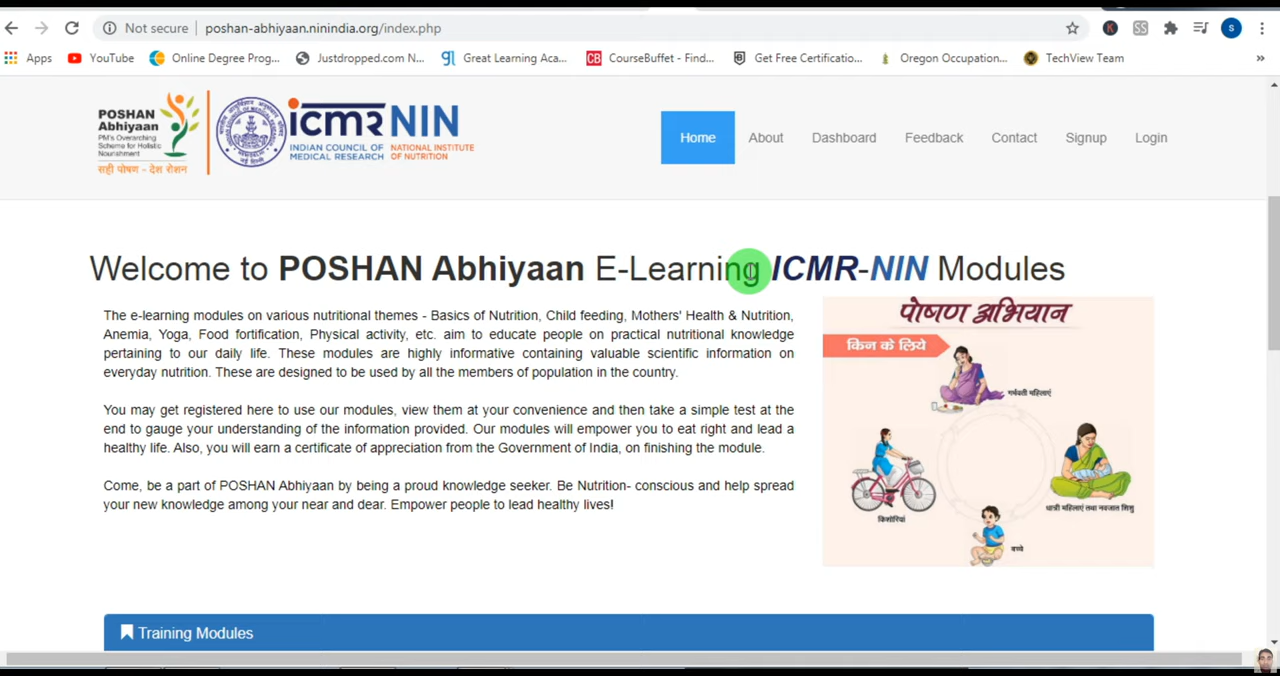 Not secure | poshan-abhiyaan.ninindia.org/index.php
K SS S
Apps YouTube Online Degree Prog... Justdropped.com N... gl Great Learning Aca... CB CourseBuffet - Find... Get Free Certificatio... Oregon Occupation... TechView Team »
POSHAN
Abhiyaan
PM's Overarching
Scheme for Holistic
Nourishment
सही पोषण - देश रोशन
icmr NIN
INDIAN COUNCIL OF
MEDICAL RESEARCH
NATIONAL INSTITUTE
OF NUTRITION
Home About Dashboard Feedback Contact Signup Login
Welcome to POSHAN Abhiyaan E-Learning ICMR-NIN Modules
The e-learning modules on various nutritional themes - Basics of Nutrition, Child feeding, Mothers' Health & Nutrition,
Anemia, Yoga, Food fortification, Physical activity, etc. aim to educate people on practical nutritional knowledge
pertaining to our daily life. These modules are highly informative containing valuable scientific information on
everyday nutrition. These are designed to be used by all the members of population in the country.
You may get registered here to use our modules, view them at your convenience and then take a simple test at the
end to gauge your understanding of the information provided. Our modules will empower you to eat right and lead a
healthy life. Also, you will earn a certificate of appreciation from the Government of India, on finishing the module.
Come, be a part of POSHAN Abhiyaan by being a good knowledge seeker. Be Nutrition- conscious and help spread
your new knowledge among your near and dear. Empower people to lead healthy lives!
पोषण अभियान
किन के लिये
गर्भवती महिलाएं
किशोरियां
धात्री महिलाएं तथा नवजात शिशु
बच्चे
Training Modules